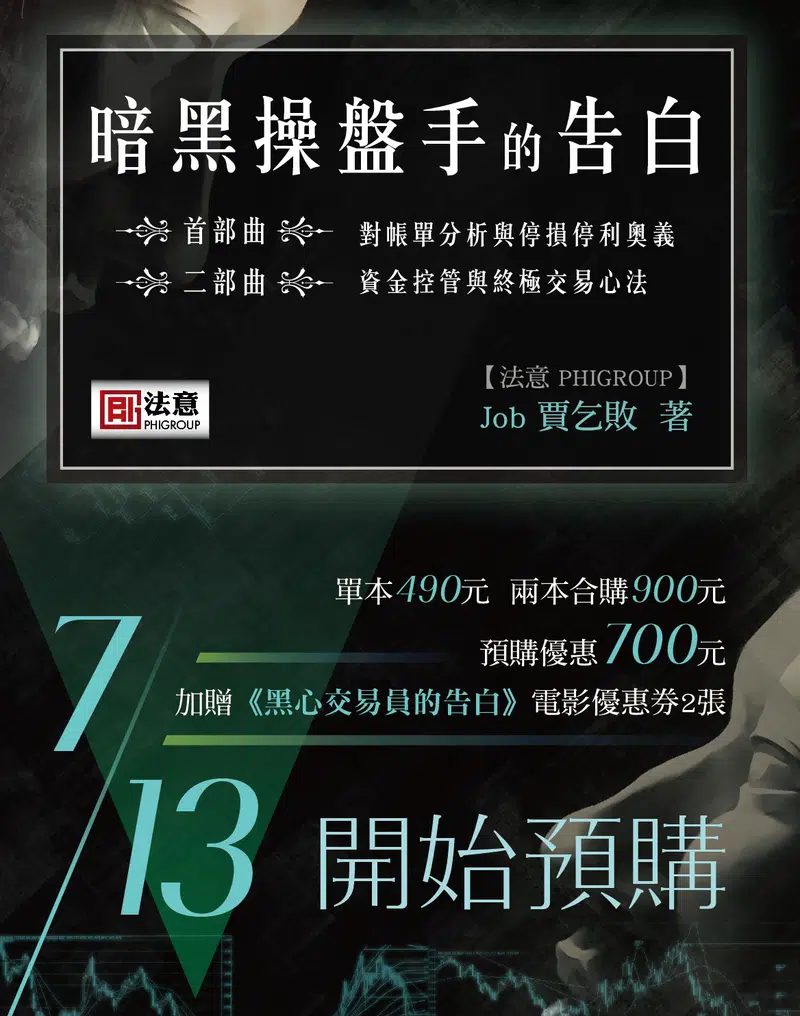 暗黑操盤手的告白
首部曲 對帳單分析與停損停利奧義
二部曲 資金控管與終極交易心法
法意
PHIGROUP
【法意 PHIGROUP】
Job 賈乞敗 著
單本490元 兩本合購900元
預購優惠700元
加贈《黑心交易員的告白》電影優惠券2張
7/13 開始預購